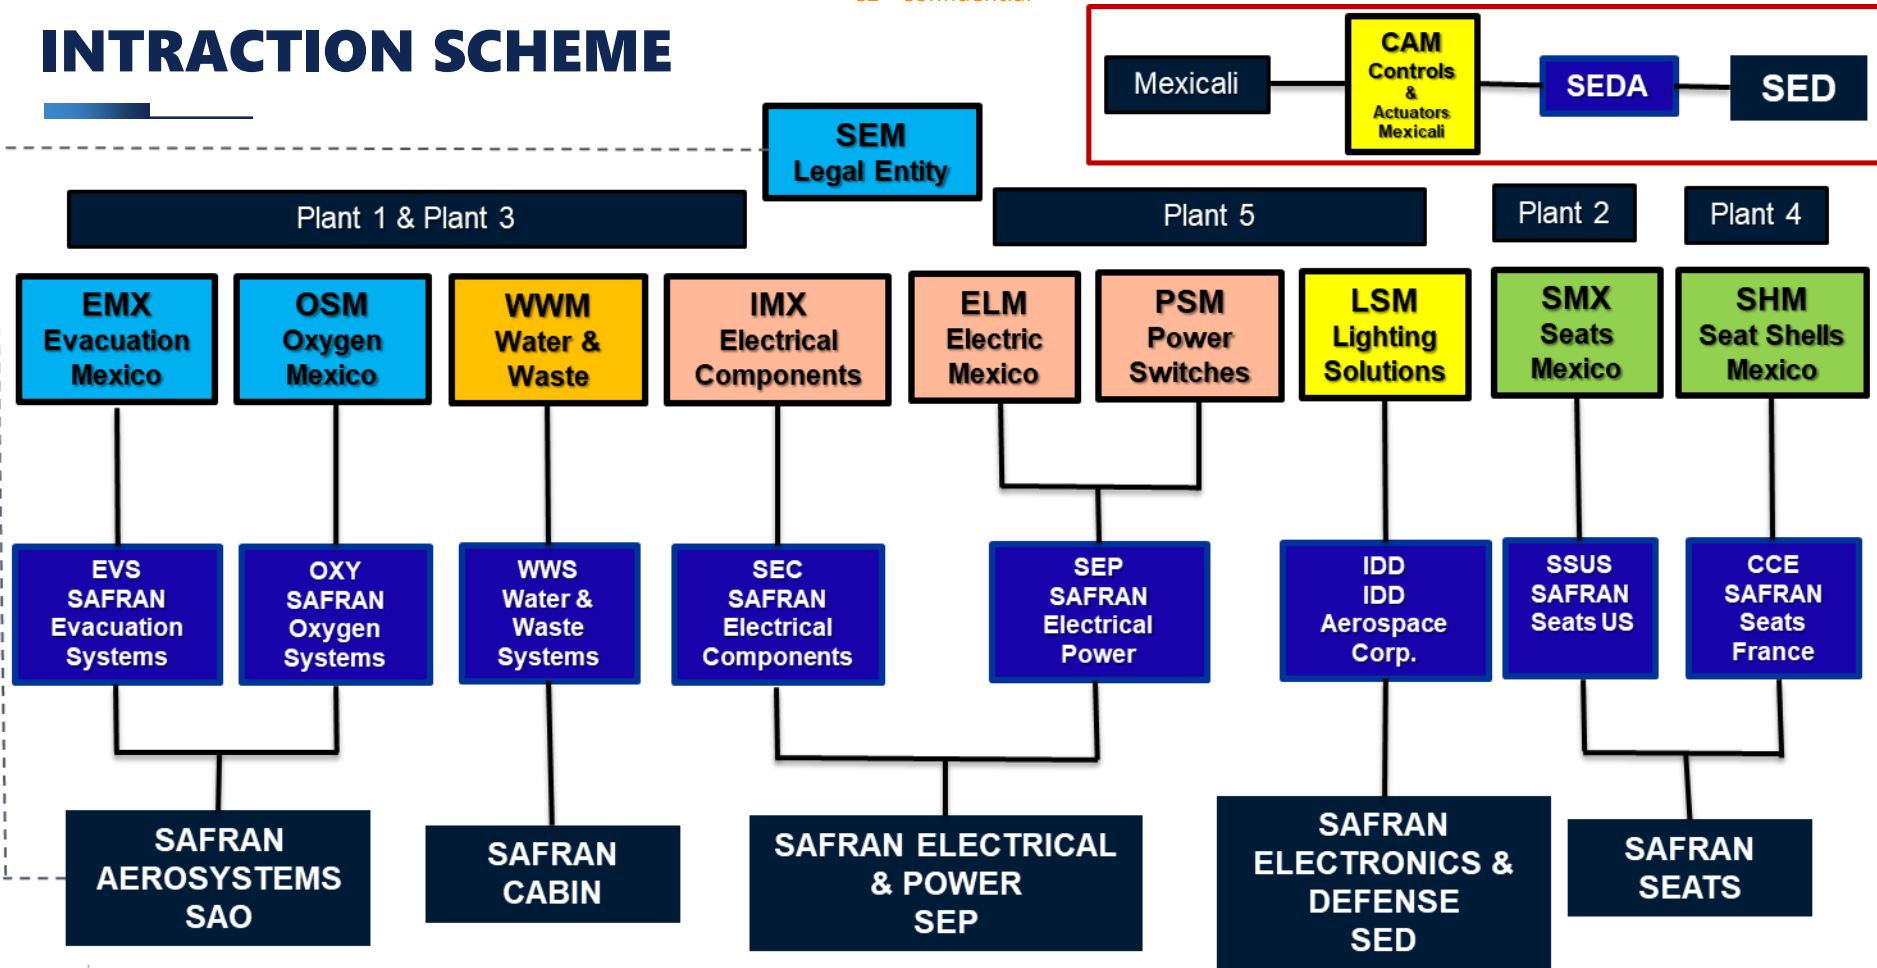 INTRACTION SCHEME
Mexicali
CAM
Controls
&
Actuators
Mexicali
SEDA
SED
SEM
Legal Entity
Plant 1 & Plant 3
Plant 5
Plant 2
Plant 4
EMX
Evacuation
Mexico
OSM
Oxygen
Mexico
WWM
Water &
Waste
IMX
Electrical
Components
ELM
Electric
Mexico
PSM
Power
Switches
LSM
Lighting
Solutions
SMX
Seats
Mexico
SHM
Seat Shells
Mexico
EVS
SAFRAN
Evacuation
Systems
OXY
SAFRAN
Oxygen
Systems
WWS
Water &
Waste
Systems
SEC
SAFRAN
Electrical
Components
SEP
SAFRAN
Electrical
Power
IDD
IDD
Aerospace
Corp.
SSUS
SAFRAN
Seats US
CCE
SAFRAN
Seats
France
SAFRAN
AEROSYSTEMS
SAO
SAFRAN
CABIN
SAFRAN ELECTRICAL
& POWER
SEP
SAFRAN
ELECTRONICS &
DEFENSE
SED
SAFRAN
SEATS